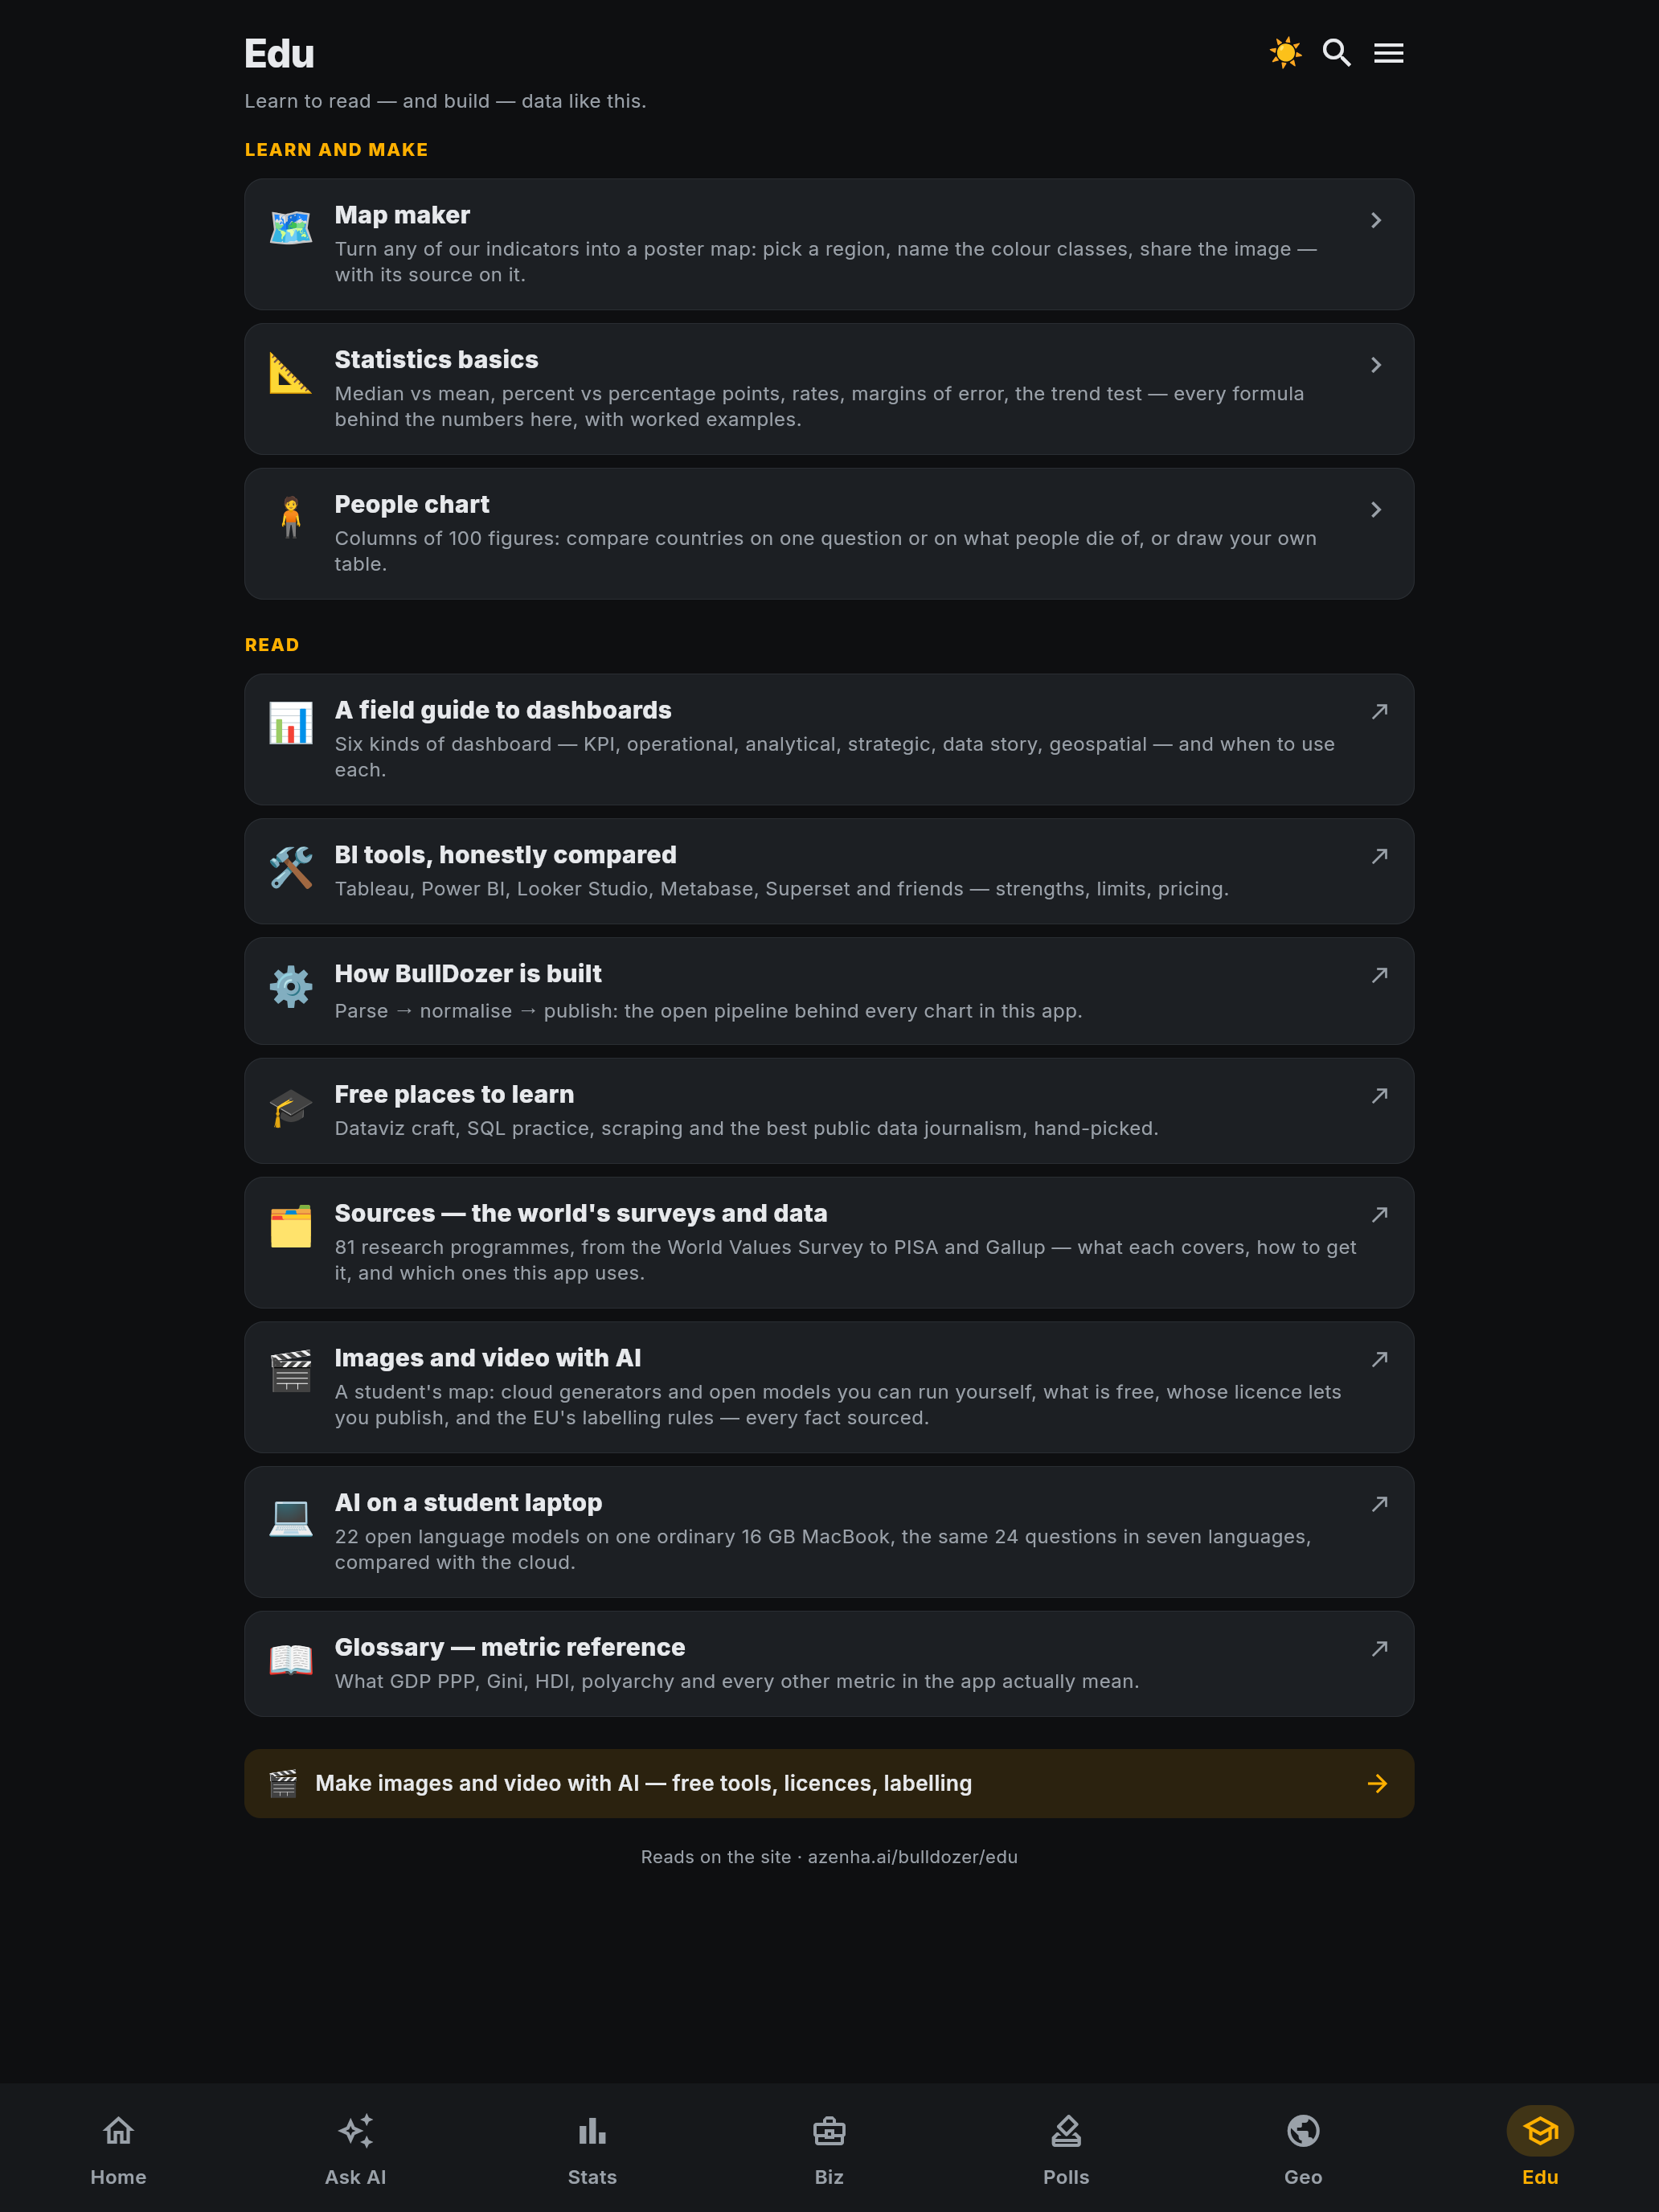 Edu
Learn to read — and build — data like this.
LEARN AND MAKE
Map maker
Turn any of our indicators into a poster map: pick a region, name the colour classes, share the image —
with its source on it.
Statistics basics
Median vs mean, percent vs percentage points, rates, margins of error, the trend test — every formula
behind the numbers here, with worked examples.
People chart
Columns of 100 figures: compare countries on one question or on what people die of, or draw your own
table.
READ
A field guide to dashboards
Six kinds of dashboard — KPI, operational, analytical, strategic, data story, geospatial — and when to use
each.
BI tools, honestly compared
Tableau, Power BI, Looker Studio, Metabase, Superset and friends — strengths, limits, pricing.
How BullDozer is built
Parse → normalise → publish: the open pipeline behind every chart in this app.
Free places to learn
Dataviz craft, SQL practice, scraping and the best public data journalism, hand-picked.
Sources — the world's surveys and data
81 research programmes, from the World Values Survey to PISA and Gallup — what each covers, how to get
it, and which ones this app uses.
Images and video with AI
A student's map: cloud generators and open models you can run yourself, what is free, whose licence lets
you publish, and the EU's labelling rules — every fact sourced.
AI on a student laptop
22 open language models on one ordinary 16 GB MacBook, the same 24 questions in seven languages,
compared with the cloud.
Glossary — metric reference
What GDP PPP, Gini, HDI, polyarchy and every other metric in the app actually mean.
Make images and video with AI — free tools, licences, labelling
Reads on the site · azenha.ai/bulldozer/edu
Home
Ask AI
Stats
Biz
Polls
Geo
Edu